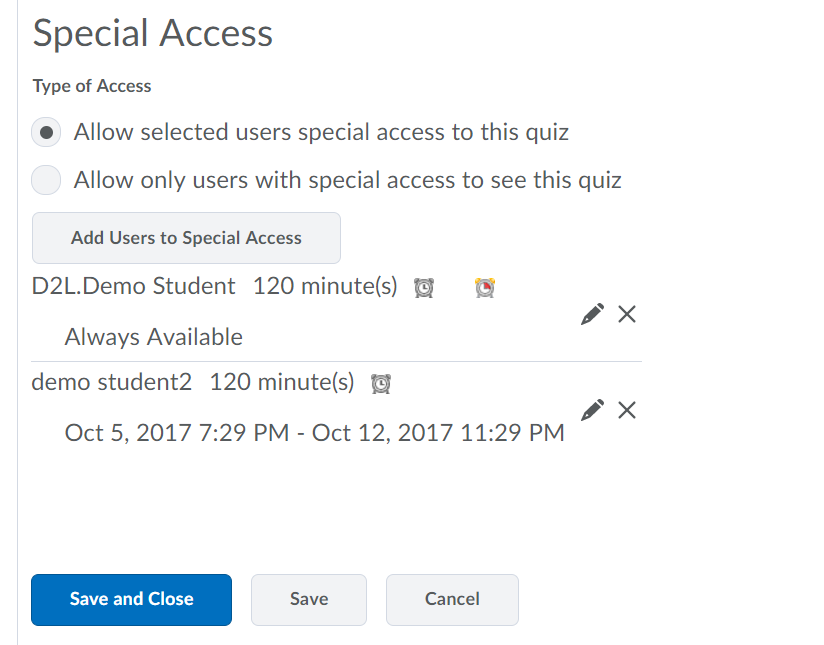 Special Access
Type of Access
Allow selected users special access to this quiz
Allow only users with special access to see this quiz
Add Users to Special Access
D2L.Demo Student 120 minute(s)
Always Available
demo student2 120 minute(s)
Oct 5, 2017 7:29 PM - Oct 12, 2017 11:29 PM
Save and Close Save Cancel